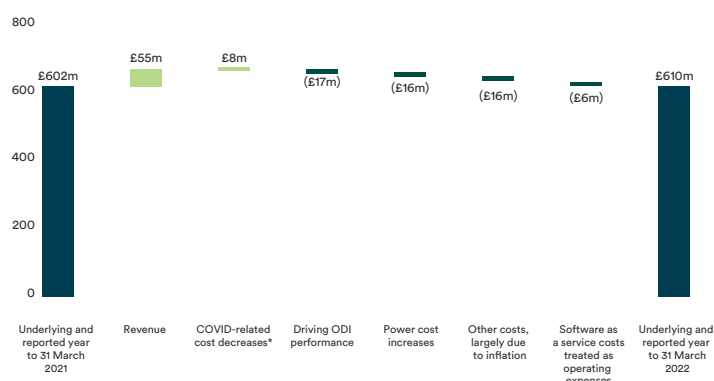 800
£55m
£8m
£602m
£610m
(£17m)
(£16m)
(£16m)
(£6m)
600
400
200
0
Underlying and
reported year
to 31 March
2021
Revenue
COVID-related
cost decreases*
Driving ODI
performance
Power cost
increases
Other costs,
largely due
to inflation
Software as
a service costs
treated as
operating
expenses
Underlying and
reported year
to 31 March
2022